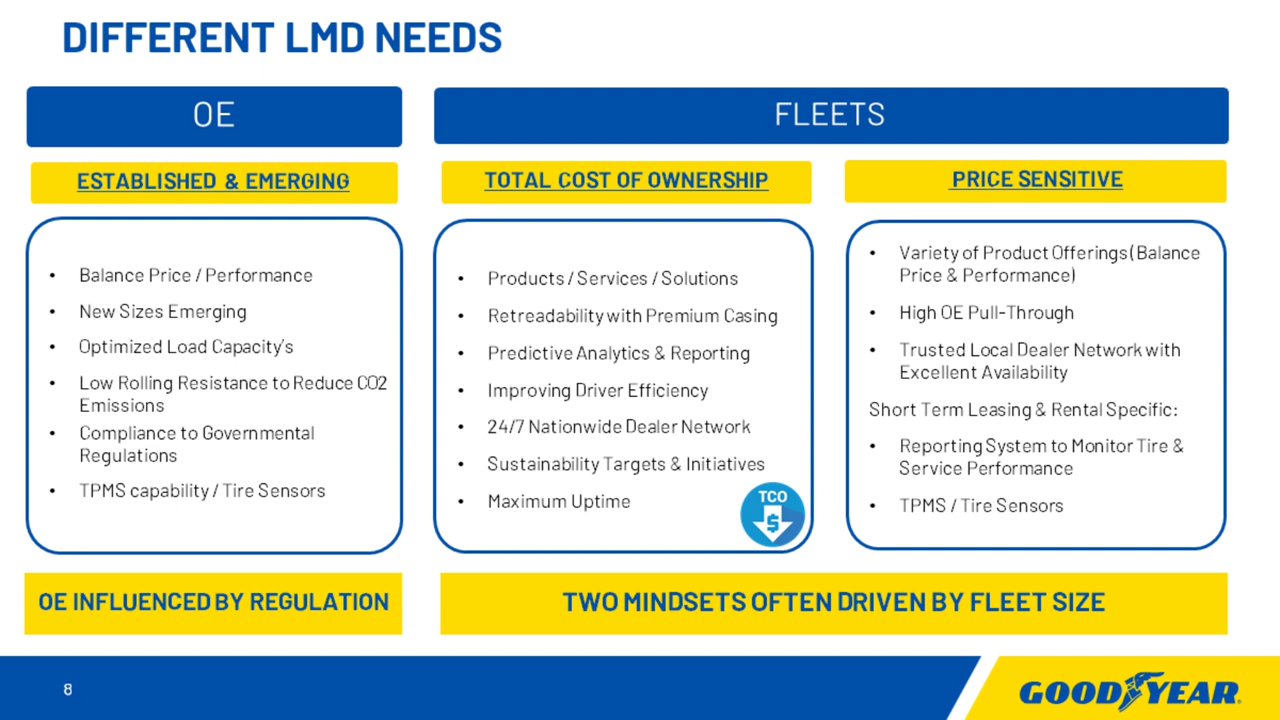 DIFFERENT LMD NEEDS
OE
ESTABLISHED & EMERGING
• Balance Price / Performance
• New Sizes Emerging
• Optimized Load Capacity's
• Low Rolling Resistance to Reduce CO2
Emissions
• Compliance to Governmental
Regulations
• TPMS capability / Tire Sensors
OE INFLUENCED BY REGULATION
FLEETS
TOTAL COST OF OWNERSHIP
• Products / Services / Solutions
• Retreadability with Premium Casing
• Predictive Analytics & Reporting
• Improving Driver Efficiency
• 24/7 Nationwide Dealer Network
• Sustainability Targets & Initiatives
• Maximum Uptime
TCO
$
PRICE SENSITIVE
• Variety of Product Offerings (Balance
Price & Performance)
• High OE Pull-Through
• Trusted Local Dealer Network with
Excellent Availability
Short Term Leasing & Rental Specific:
• Reporting System to Monitor Tire &
Service Performance
• TPMS / Tire Sensors
TWO MINDSETS OFTEN DRIVEN BY FLEET SIZE
8
GOODYEAR